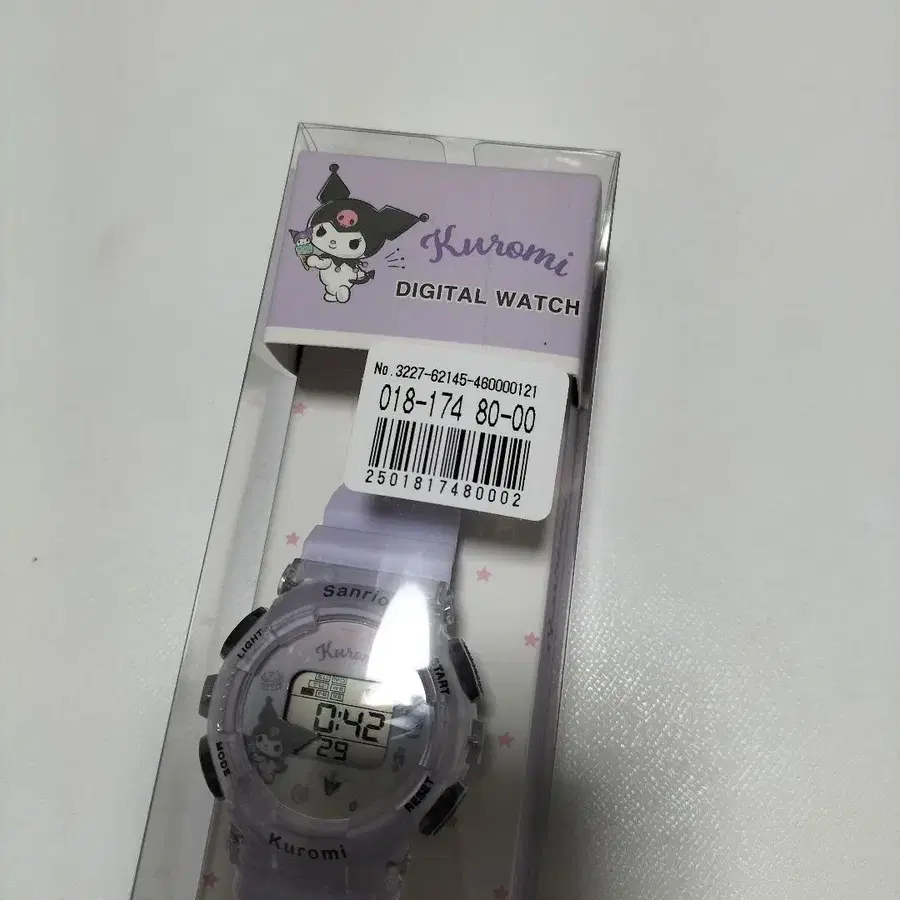 Kuromi
DIGITAL WATCH
No.3227-62145-460000121
018-174 80-00
2501817480002
Sanrio
LIGHT
START
0:42
29
MODE
RESET
Kuromi